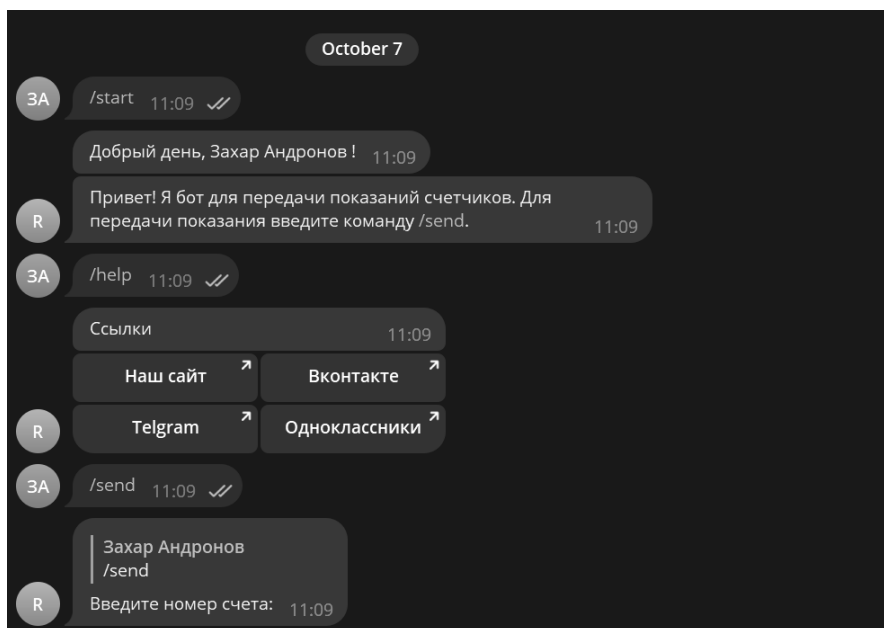 October 7
ЗА
/start 11:09
Добрый день, Захар Андронов ! 11:09
Привет! Я бот для передачи показаний счетчиков. Для
передачи показания введите команду /send. 11:09
R
ЗА
/help 11:09
Ссылки 11:09
Наш сайт Вконтакте
Telgram Одноклассники
R
ЗА
/send 11:09
Захар Андронов
/send
Введите номер счета: 11:09
R